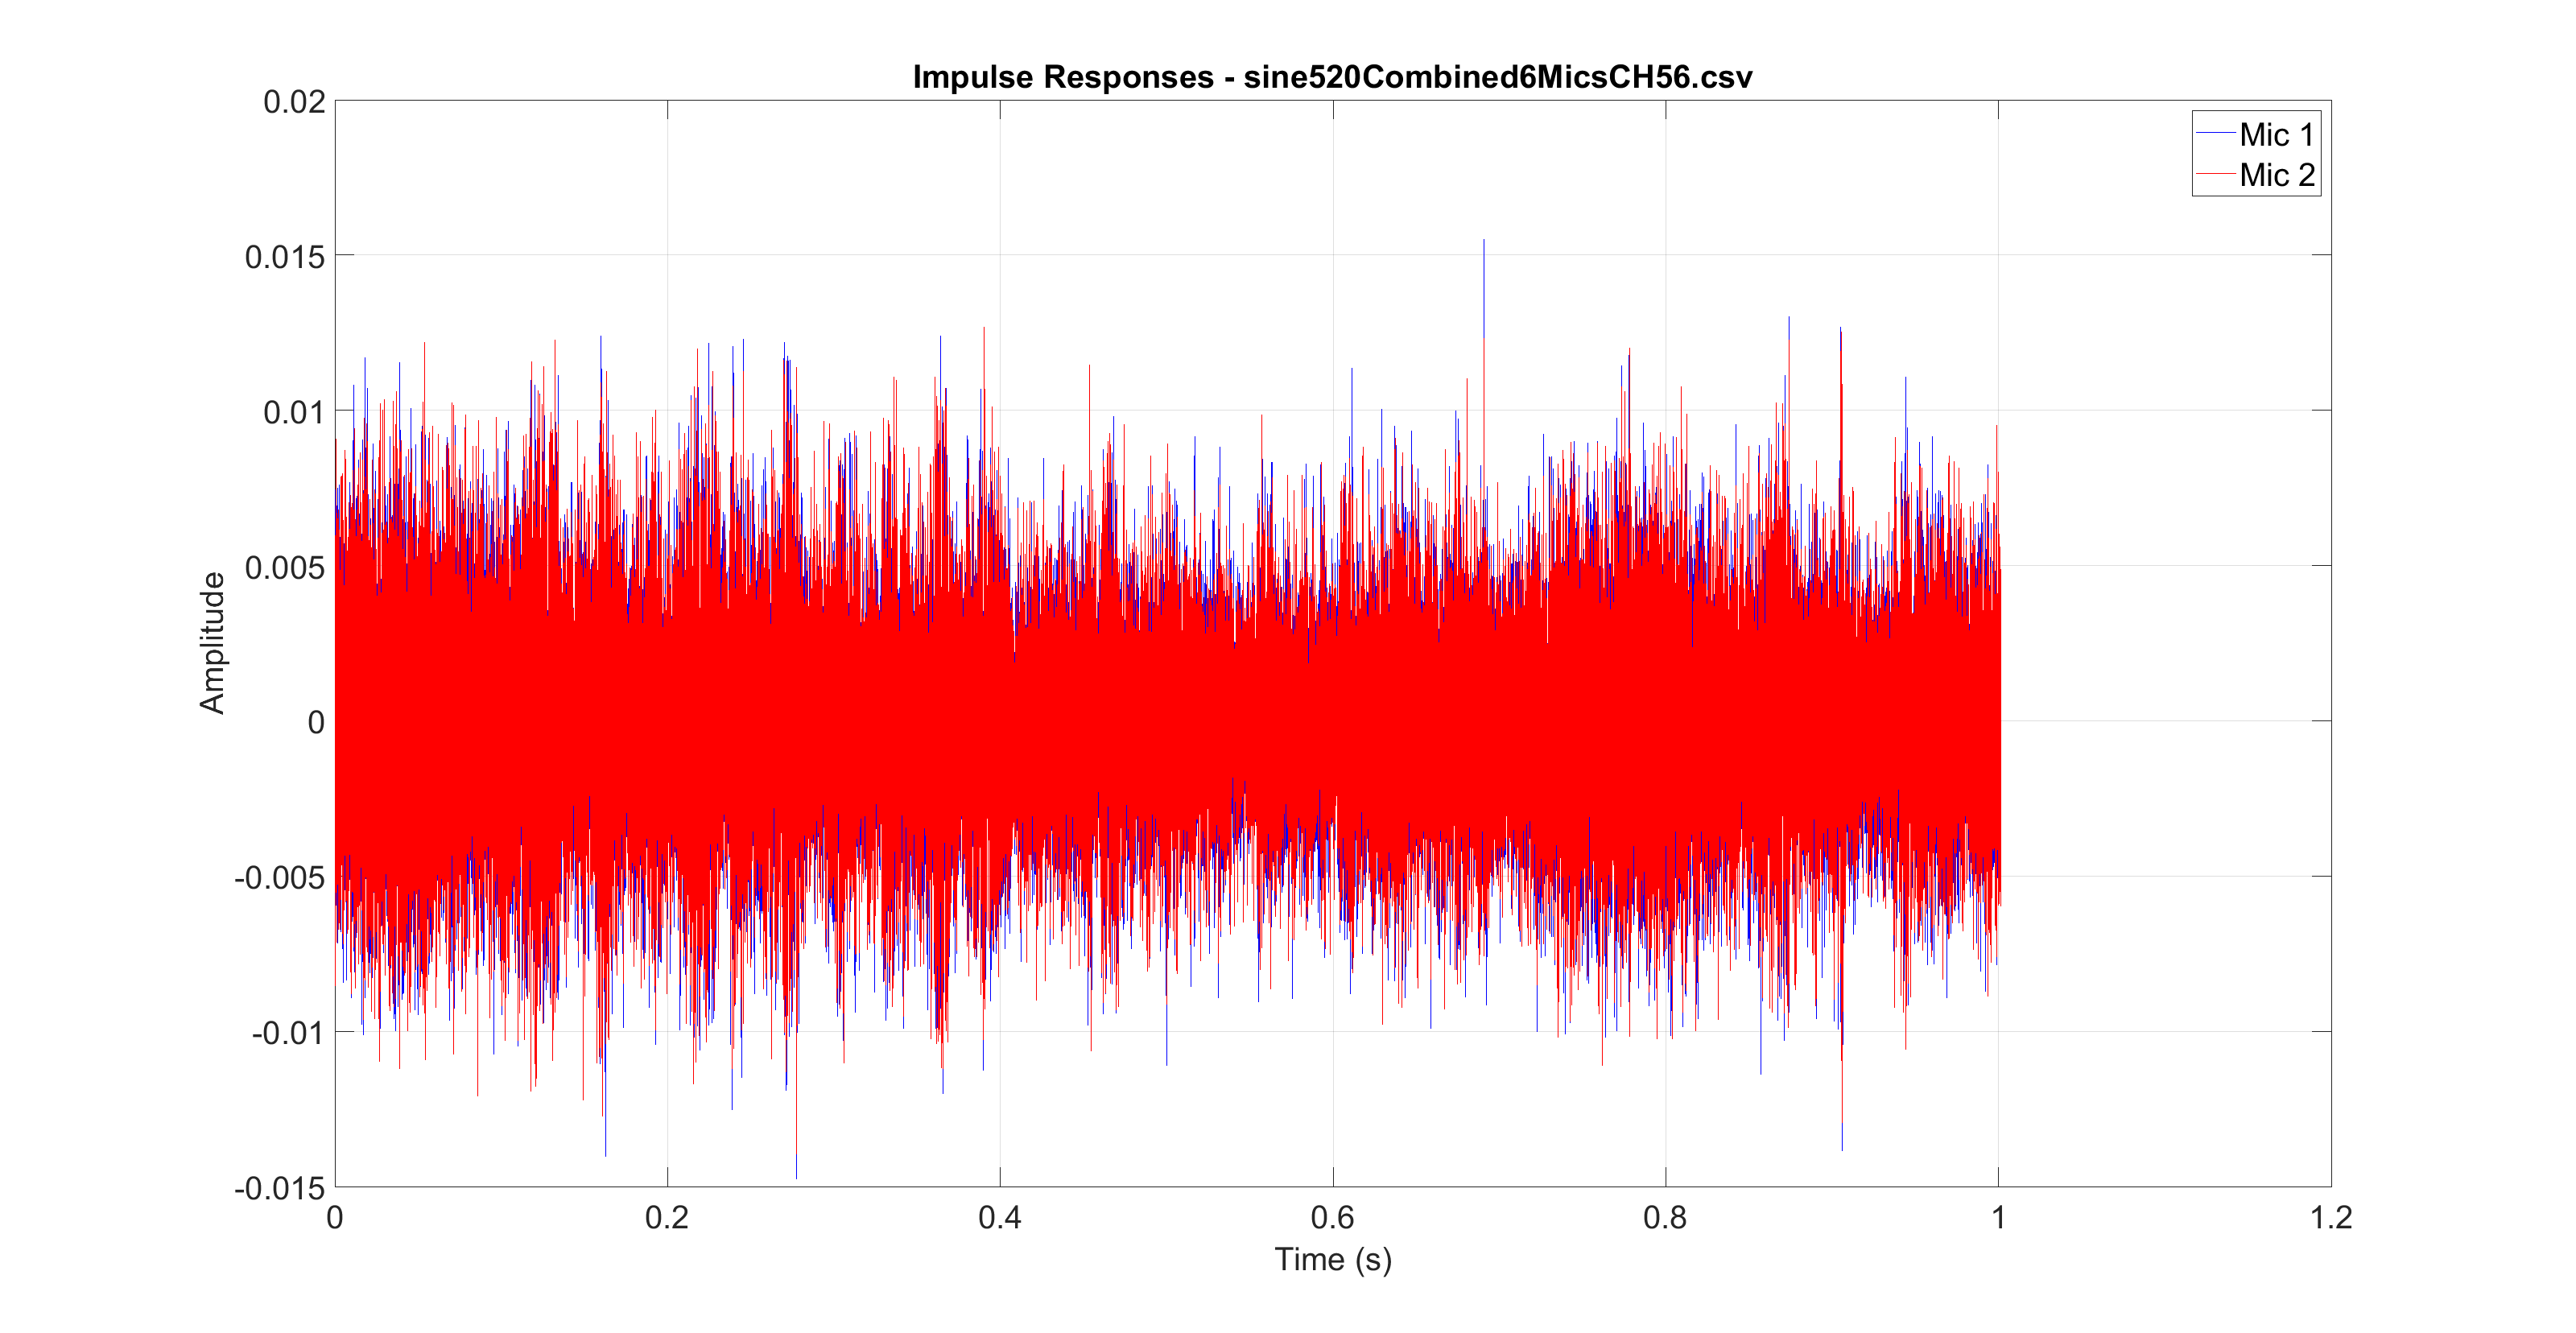 Impulse Responses - sine520Combined6MicsCH56.csv
0.02
0.015
0.01
0.005
0
-0.005
-0.01
-0.015
Amplitude
Mic 1
Mic 2
0 0.2 0.4 0.6 0.8 1 1.2
Time (s)